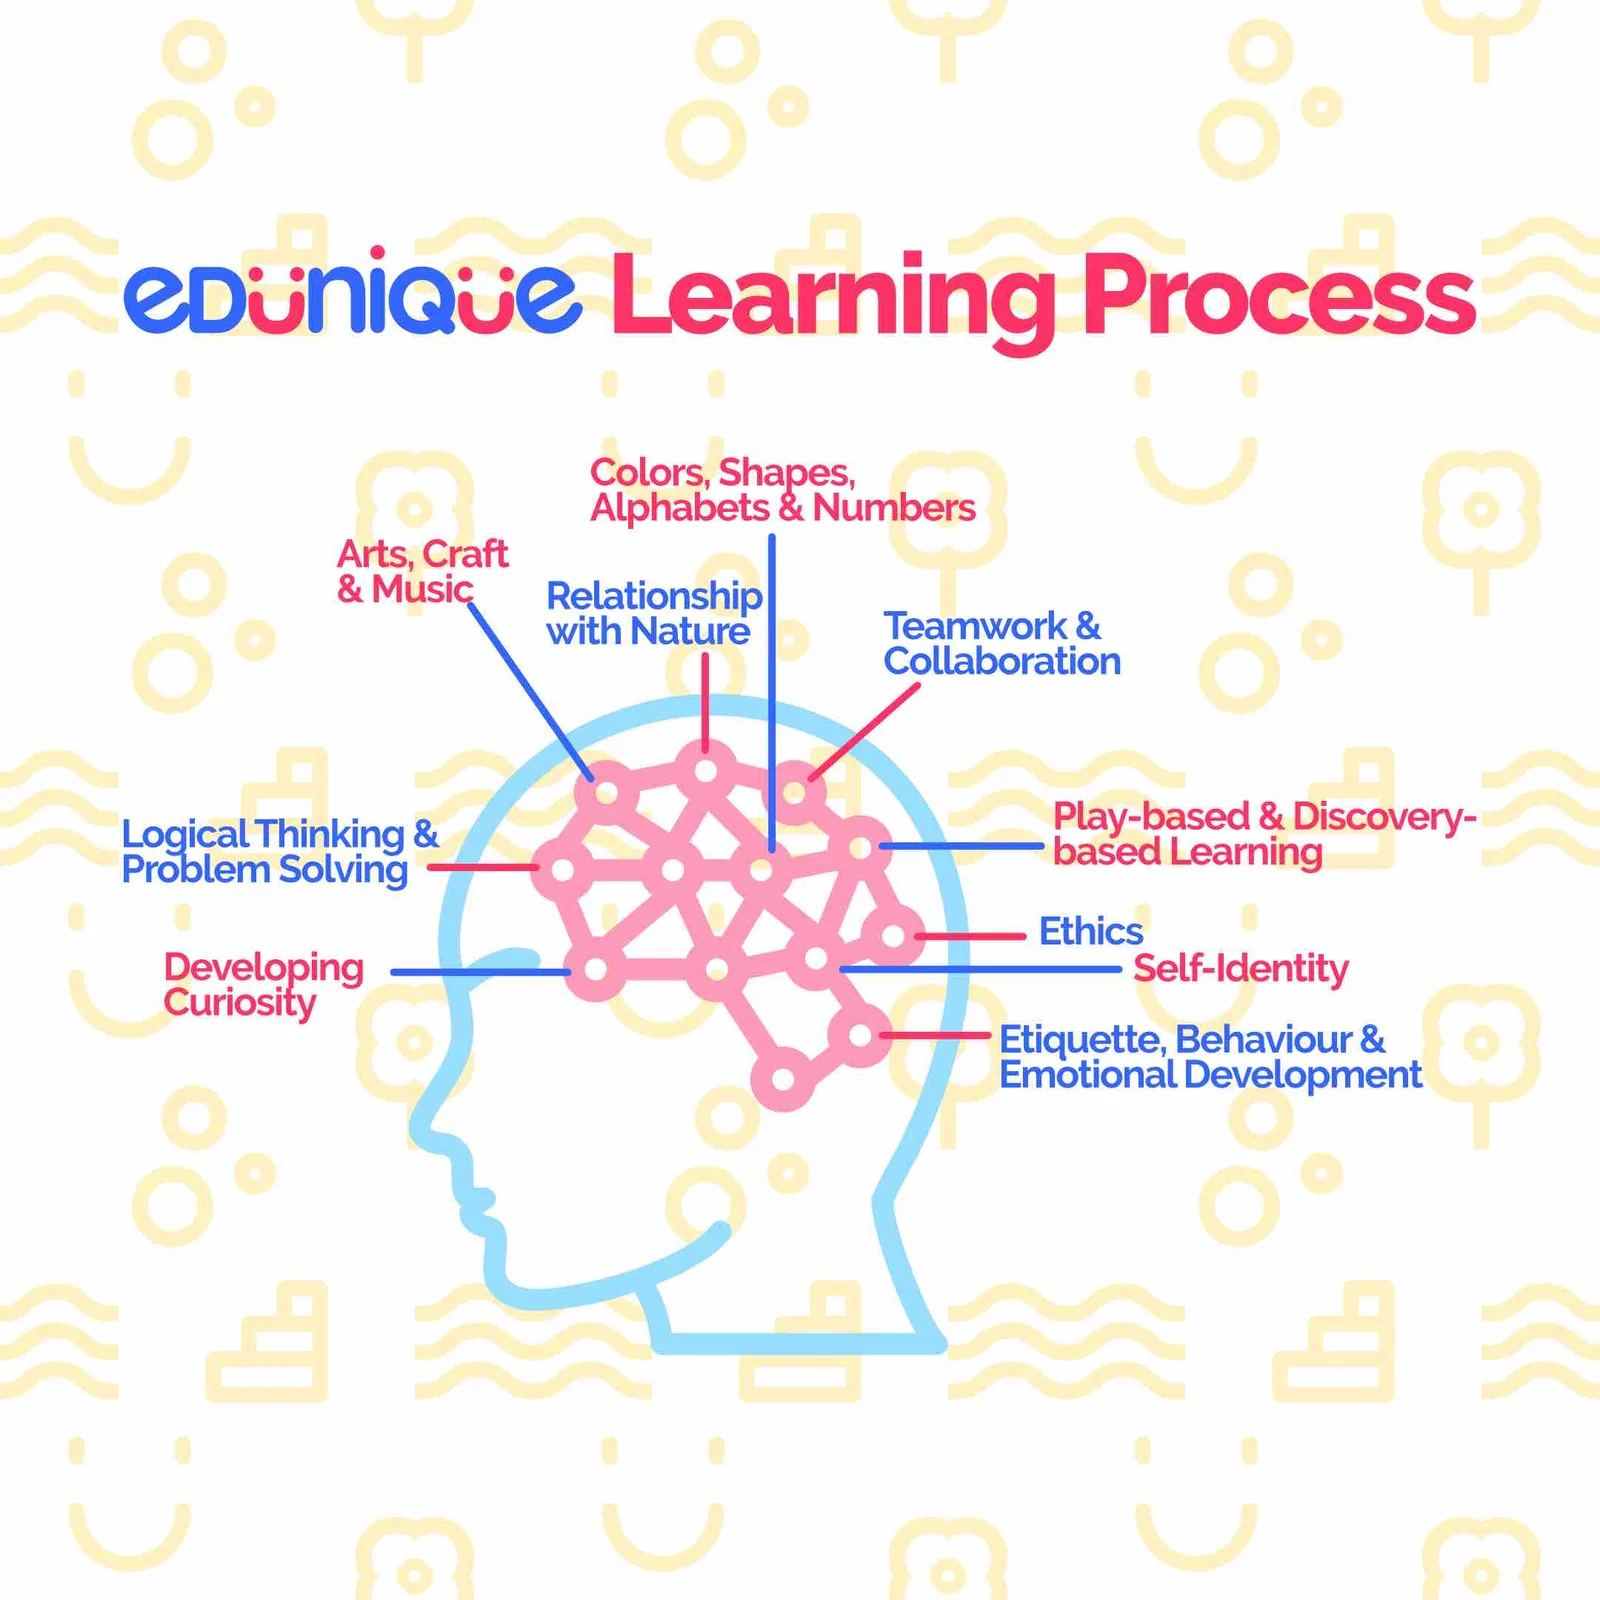 edüniqüe Learning Process
Colors, Shapes,
Alphabets & Numbers
Arts, Craft
& Music
Relationship
with Nature
Teamwork &
Collaboration
Logical Thinking &
Problem Solving
Play-based & Discovery-
based Learning
Developing
Curiosity
Ethics
Self-Identity
Etiquette, Behaviour &
Emotional Development